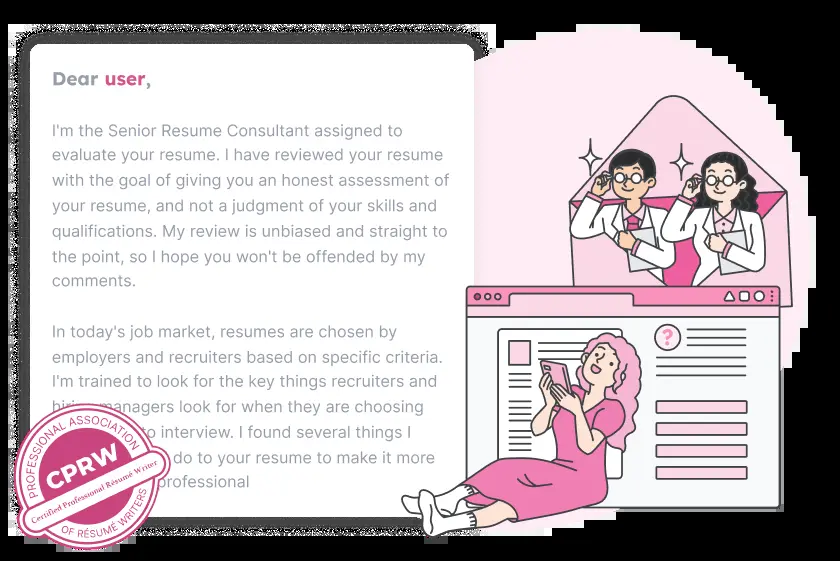 Dear user,
I'm the Senior Resume Consultant assigned to
evaluate your resume. I have reviewed your resume
with the goal of giving you an honest assessment of
your resume, and not a judgment of your skills and
qualifications. My review is unbiased and straight to
the point, so I hope you won't be offended by my
comments.
In today's job market, resumes are chosen by
employers and recruiters based on specific criteria.
I'm trained to look for the key things recruiters and
managers look for when they are choosing
to interview. I found several things I
do to your resume to make it more
professional
PROFESSIONAL ASSOCIATION
CPRW
Certified Professional Résumé Writer
OF RÉSUMÉ WRITERS
?